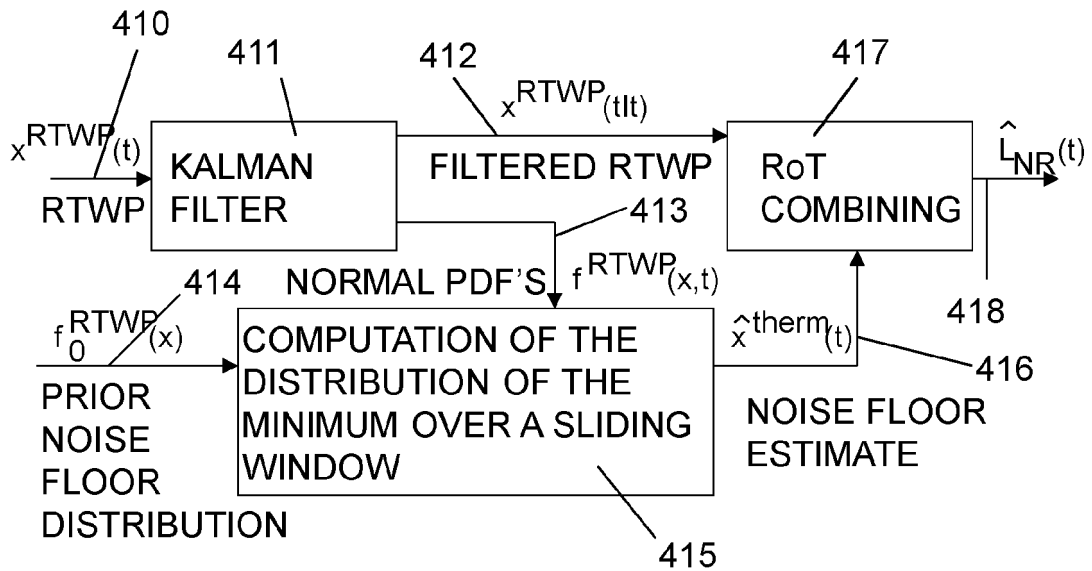 410
411
412
417
x^RTWP(t)
RTWP
KALMAN
FILTER
x^RTWP(t|t)
FILTERED RTWP
RoT
COMBINING
L̂_NR(t)
413
414
NORMAL PDF'S
f^RTWP(x,t)
418
f_0^RTWP(x)
PRIOR
NOISE
FLOOR
DISTRIBUTION
COMPUTATION OF THE
DISTRIBUTION OF THE
MINIMUM OVER A SLIDING
WINDOW
x̂^therm(t)
416
NOISE FLOOR
ESTIMATE
415